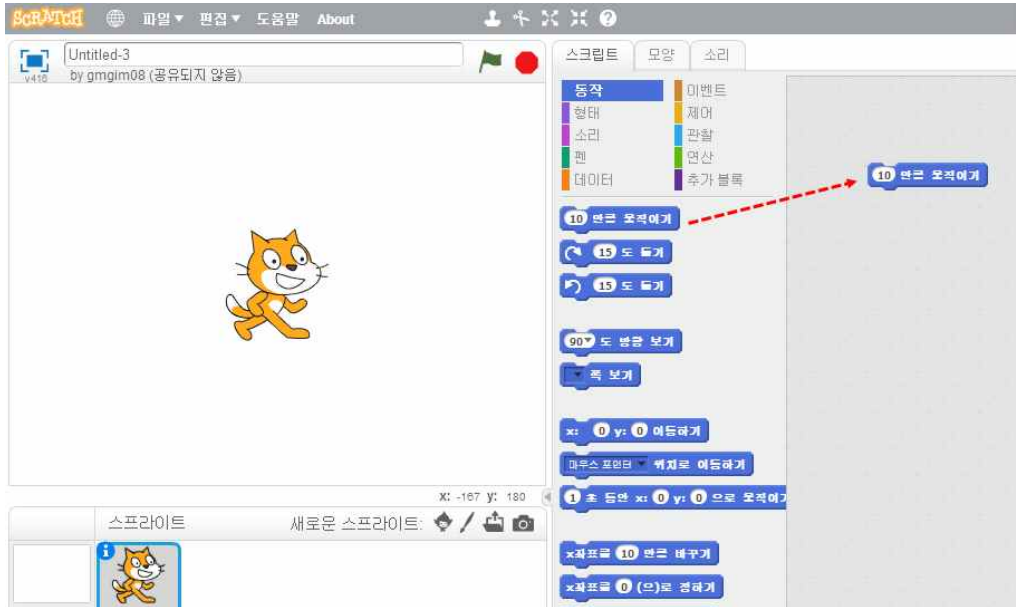 SCRATCH 파일▼ 편집▼ 도움말 About
Untitled-3
v416 by gmgim08 (공유되지 않음)
스크립트 모양 소리
동작 이벤트
형태 제어
소리 관찰
펜 연산
데이터 추가 블록
10 만큼 움직이기
10 만큼 움직이기
15 도 돌기
15 도 돌기
90▼ 도 방향 보기
▼ 쪽 보기
x: 0 y: 0 이동하기
마우스 포인터▼ 위치로 이동하기
1 초 동안 x: 0 y: 0 으로 움직이기
x좌표를 10 만큼 바꾸기
x좌표를 0 (으)로 정하기
X: -167 y: 180
스프라이트 새로운 스프라이트: